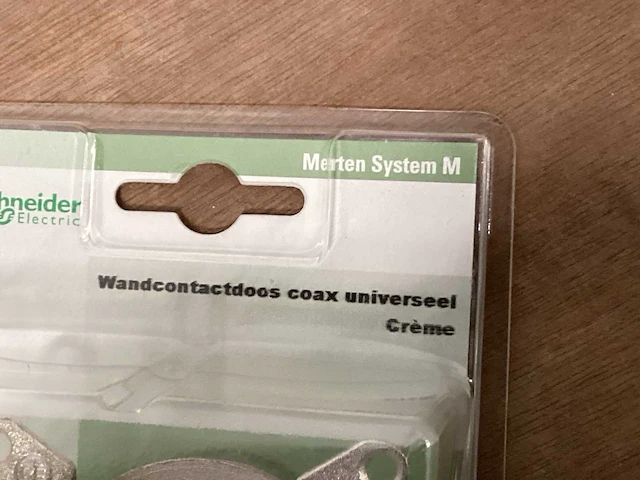 Merten System M
hneider
Electric
Wandcontactdoos coax universeel
Crème